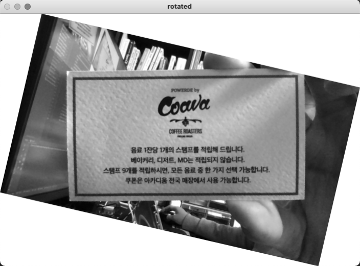 rotated
POWERED by
Coava
COFFEE ROASTERS
음료 1잔당 1개의 스탬프를 적립해 드립니다.
베이커리, 디저트, MD는 적립되지 않습니다.
스탬프 9개를 적립하시면, 모든 음료 중 한 가지 선택 가능합니다.
쿠폰은 아카디움 전국 매장에서 사용 가능합니다.